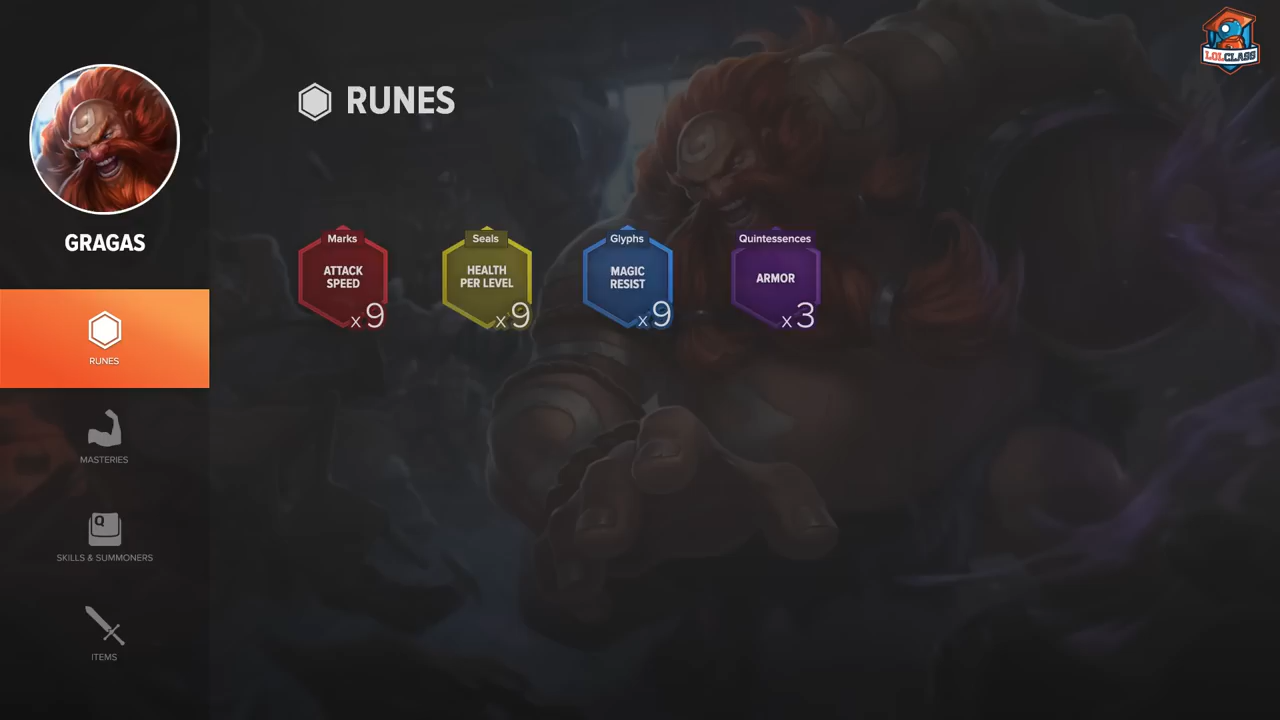 LOLCLASS
RUNES
GRAGAS
Marks
ATTACK
SPEED
x9
Seals
HEALTH
PER LEVEL
x9
Glyphs
MAGIC
RESIST
x9
Quintessences
ARMOR
x3
RUNES
MASTERIES
Q
SKILLS & SUMMONERS
ITEMS